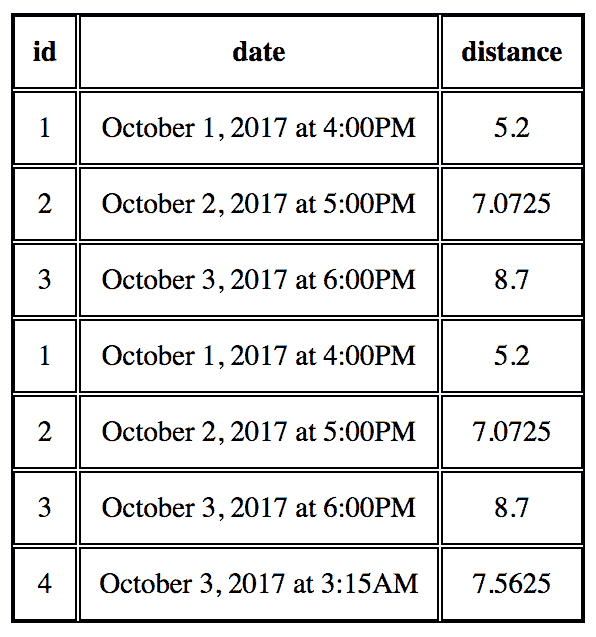 id date distance
1 October 1, 2017 at 4:00PM 5.2
2 October 2, 2017 at 5:00PM 7.0725
3 October 3, 2017 at 6:00PM 8.7
1 October 1, 2017 at 4:00PM 5.2
2 October 2, 2017 at 5:00PM 7.0725
3 October 3, 2017 at 6:00PM 8.7
4 October 3, 2017 at 3:15AM 7.5625